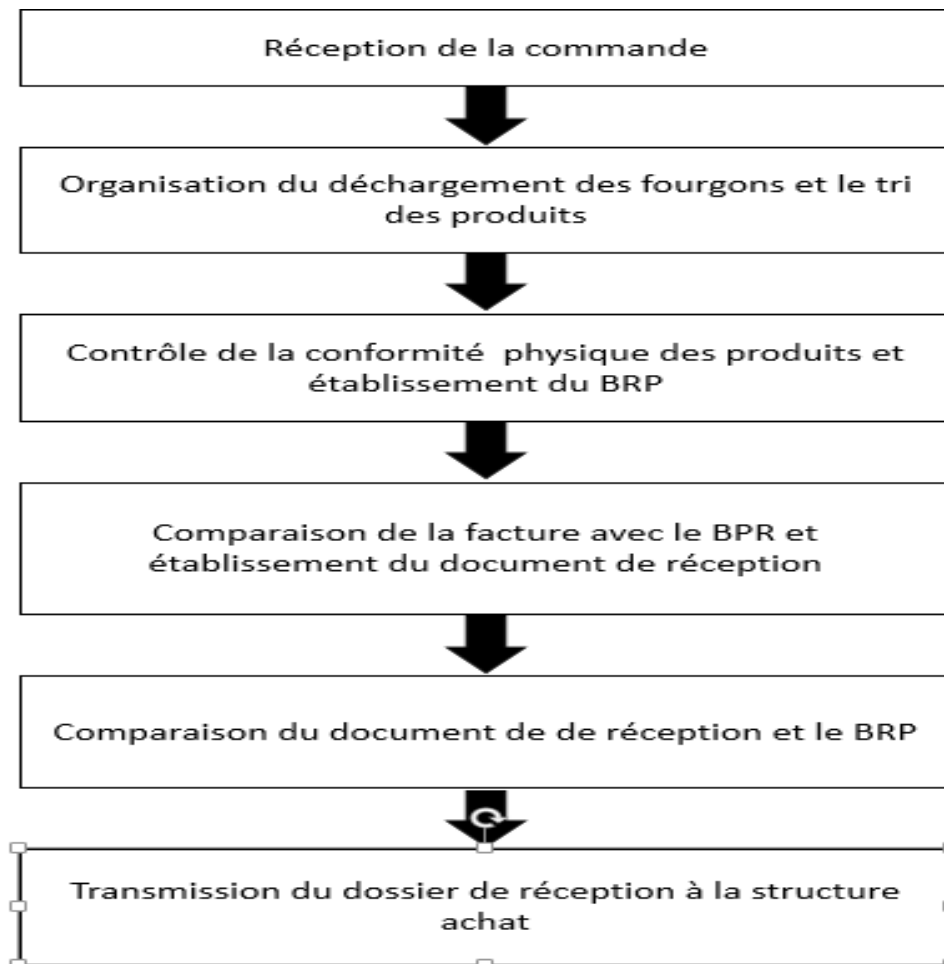 Réception de la commande
Organisation du déchargement des fourgons et le tri
des produits
Contrôle de la conformité  physique des produits et
établissement du BRP
Comparaison de la facture avec le BPR et
établissement du document de réception
Comparaison du document de de réception et le BRP
Transmission du dossier de réception à la structure
achat